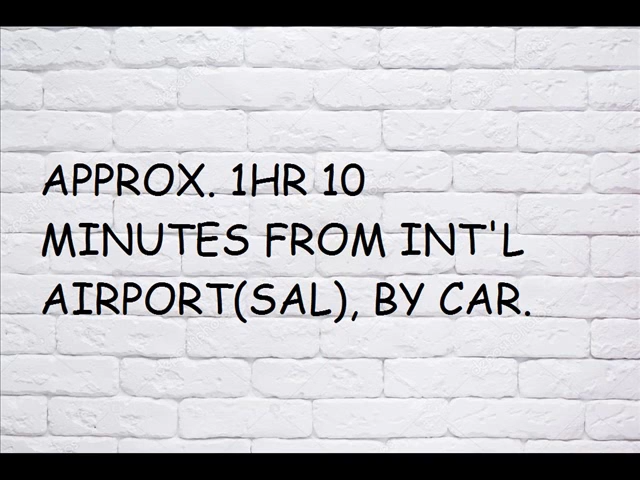 APPROX. 1HR 10
MINUTES FROM INT'L
AIRPORT(SAL), BY CAR.